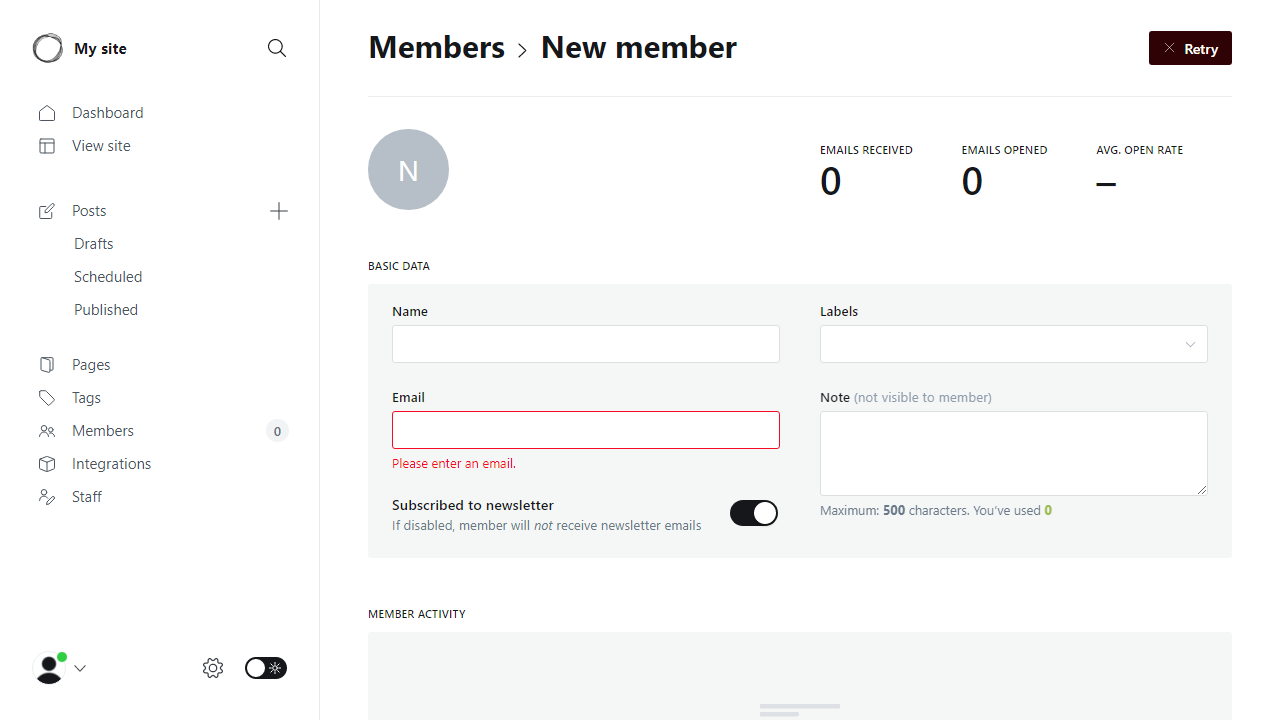 My site
Dashboard
View site
Posts
Drafts
Scheduled
Published
Pages
Tags
Members
0
Integrations
Staff
Members
New member
Retry
N
EMAILS RECEIVED
0
EMAILS OPENED
0
AVG. OPEN RATE
–
BASIC DATA
Name
Labels
Email
Please enter an email.
Note (not visible to member)
Maximum: 500 characters. You've used 0
Subscribed to newsletter
If disabled, member will not receive newsletter emails
MEMBER ACTIVITY